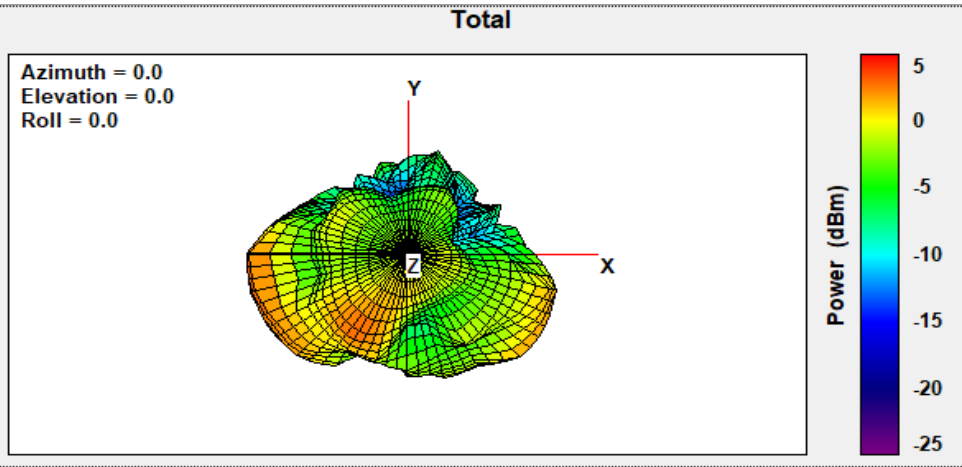 Total
Azimuth = 0.0
Elevation = 0.0
Roll = 0.0
Y
X
Z
Power (dBm)
5
0
-5
-10
-15
-20
-25